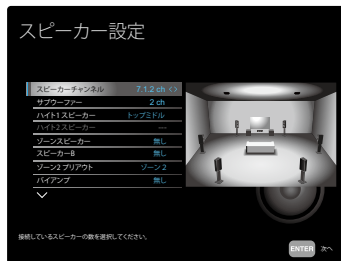 スピーカー設定
スピーカーチャンネル 7.1.2 ch <>
サブウーファー 2 ch
ハイト1スピーカー トップミドル
ハイト2スピーカー ---
ゾーンスピーカー 無し
スピーカーB 無し
ゾーン2 プリアウト ゾーン 2
バイアンプ 無し
接続しているスピーカーの数を選択してください。
ENTER 次へ